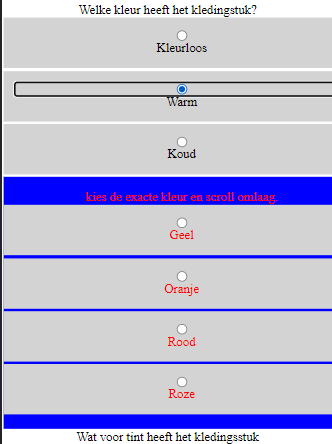 Welke kleur heeft het kledingstuk?
Kleurloos
Warm
Koud
kies de exacte kleur en scroll omlaag.
Geel
Oranje
Rood
Roze
Wat voor tint heeft het kledingsstuk